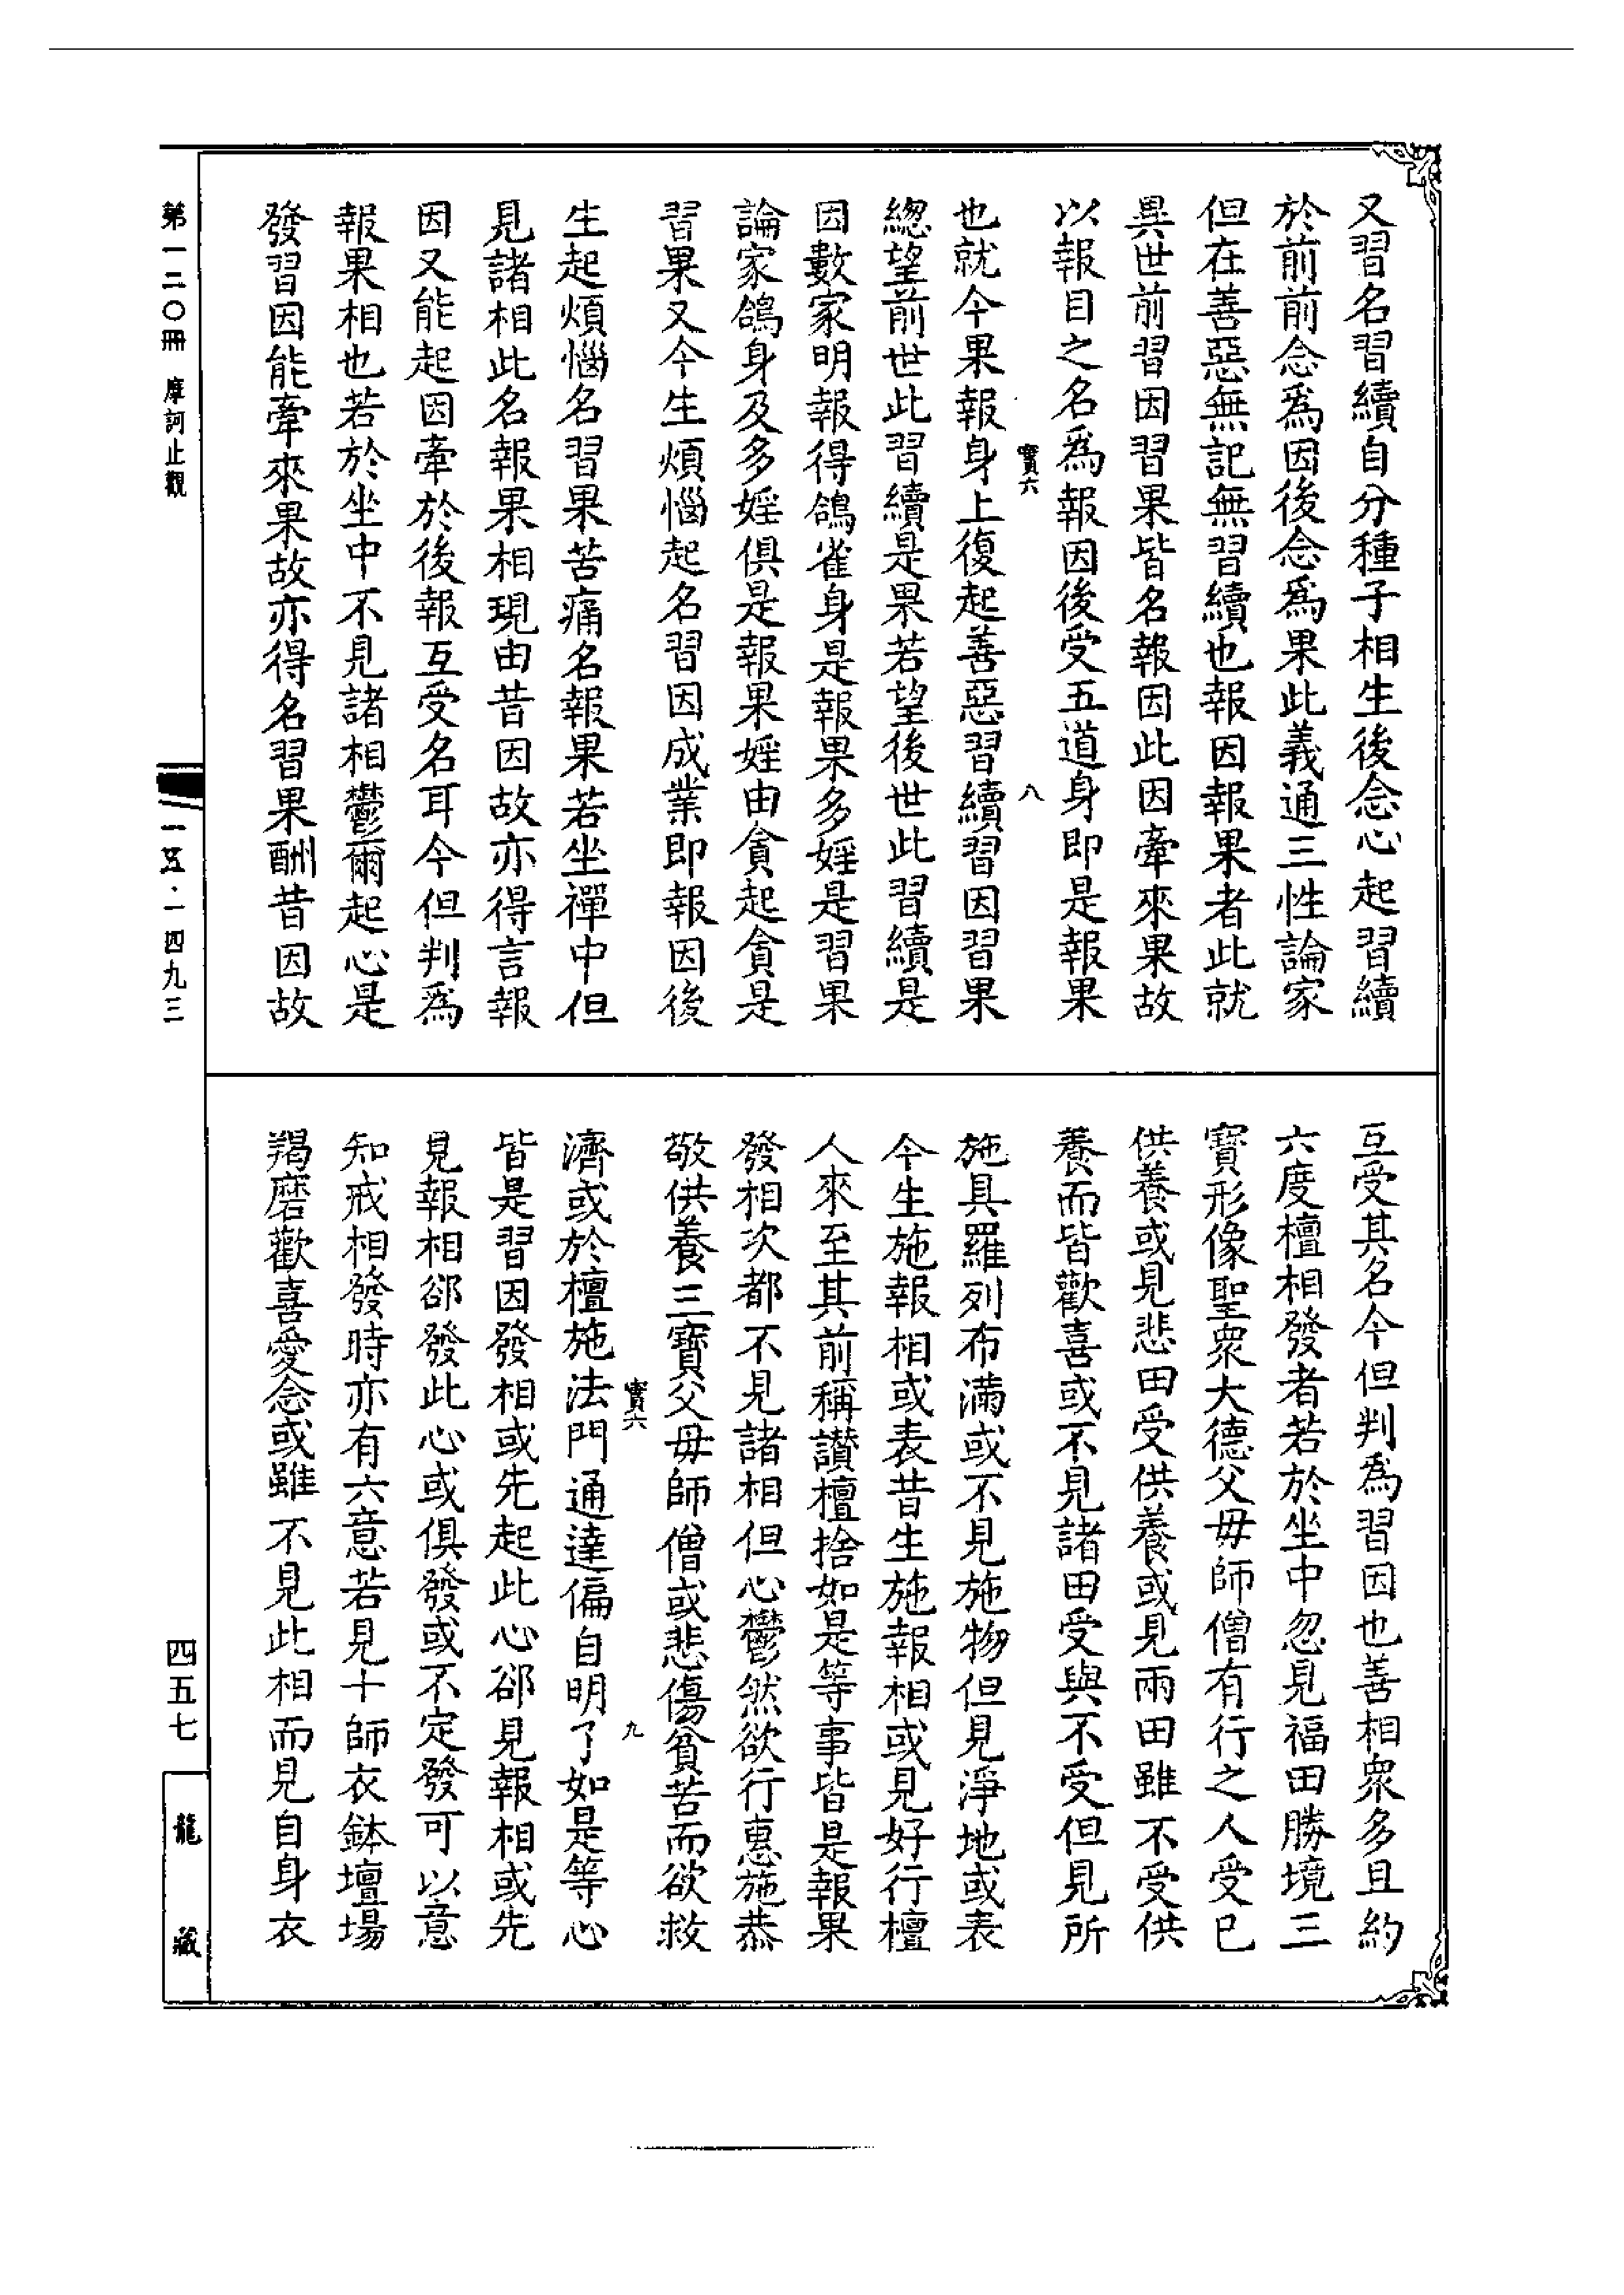 又習名習續自分種子相生後念心起習續
於前前念爲因後念爲果此義通三性論家
但在善惡無記無習續也報因報果者此就
異世前習因習果皆名報因此因牽來果故
以報目之名爲報因後受五道身即是報果
寶六
八
也就今果報身上復起善惡習續習因習果
總望前世此習續是果若望後世此習續是
因數家明報得鴿雀身是報果多婬是習果
論家鴿身及多婬俱是報果婬由貪起貪是
習果又今生煩惱起名習因成業即報因後
生起煩惱名習果苦痛名報果若坐禪中但
見諸相此名報果相現由昔因故亦得言報
因又能起因牽於後報互受名耳今但判爲
報果相也若於坐中不見諸相鬱爾起心是
發習因能牽來果故亦得名習果酬昔因故
互受其名今但判爲習因也善相衆多且約
六度檀相發者若於坐中忽見福田勝境三
寶形像聖衆大德父母師僧有行之人受已
供養或見悲田受供養或見兩田雖不受供
養而皆歡喜或不見諸田受與不受但見所
施具羅列布滿或不見施物但見淨地或表
今生施報相或表昔生施報相或見好行檀
人來至其前稱讃檀捨如是等事皆是報果
發相次都不見諸相但心鬱然欲行惠施恭
敬供養三寶父母師僧或悲傷貧苦而欲救
寶六
九
濟或於檀施法門通達偏自明了如是等心
皆是習因發相或先起此心郤見報相或先
見報相郤發此心或俱發或不定發可以意
知戒相發時亦有六意若見十師衣鉢壇場
羯磨歡喜愛念或雖不見此相而見自身衣
第一二〇冊 摩訶止觀
一五·一四九三
四五七
龍藏